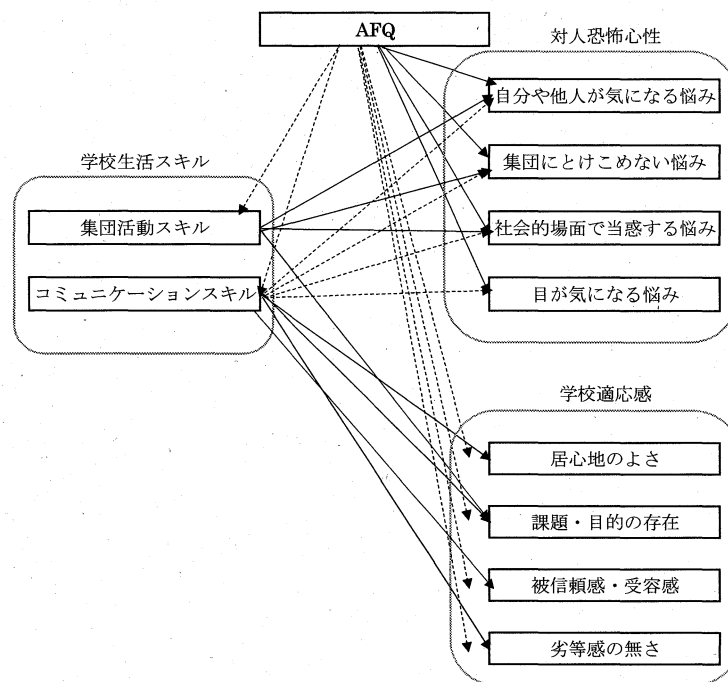 AFQ
対人恐怖心性
自分や他人が気になる悩み
集団にとけこめない悩み
社会的場面で当惑する悩み
目が気になる悩み
学校生活スキル
集団活動スキル
コミュニケーションスキル
学校適応感
居心地のよさ
課題・目的の存在
被信頼感・受容感
劣等感の無さ